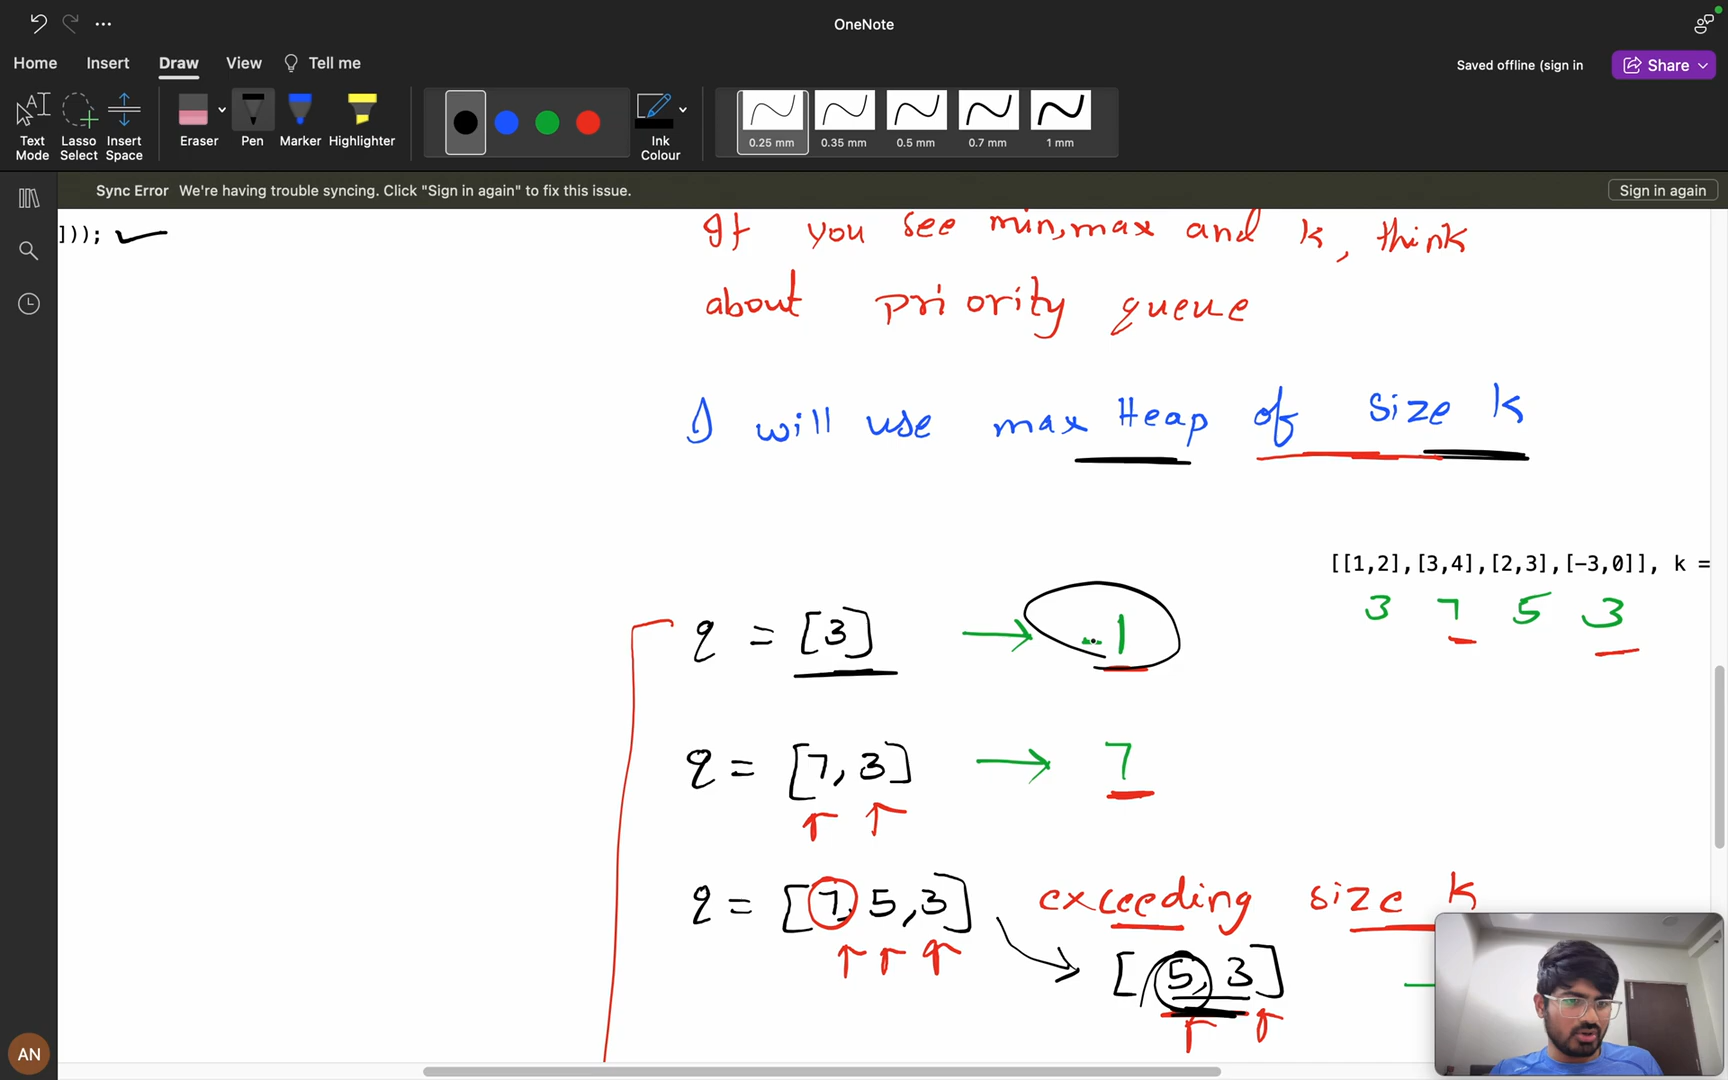 OneNote
Home Insert Draw View Tell me
Saved offline (sign in
Share
Text Mode
Lasso Select
Insert Space
Eraser
Pen
Marker
Highlighter
Ink Colour
0.25 mm
0.35 mm
0.5 mm
0.7 mm
1 mm
Sync Error We're having trouble syncing. Click "Sign in again" to fix this issue.
Sign in again
]));
If you see min,max and k, think
about priority queue
I will use max Heap of size k
[[1,2],[3,4],[2,3],[-3,0]], k =
3 7 5 3
q = [3] → -1
q = [7,3] → 7
q = [7,5,3] exceeding size k
[5,3]
AN